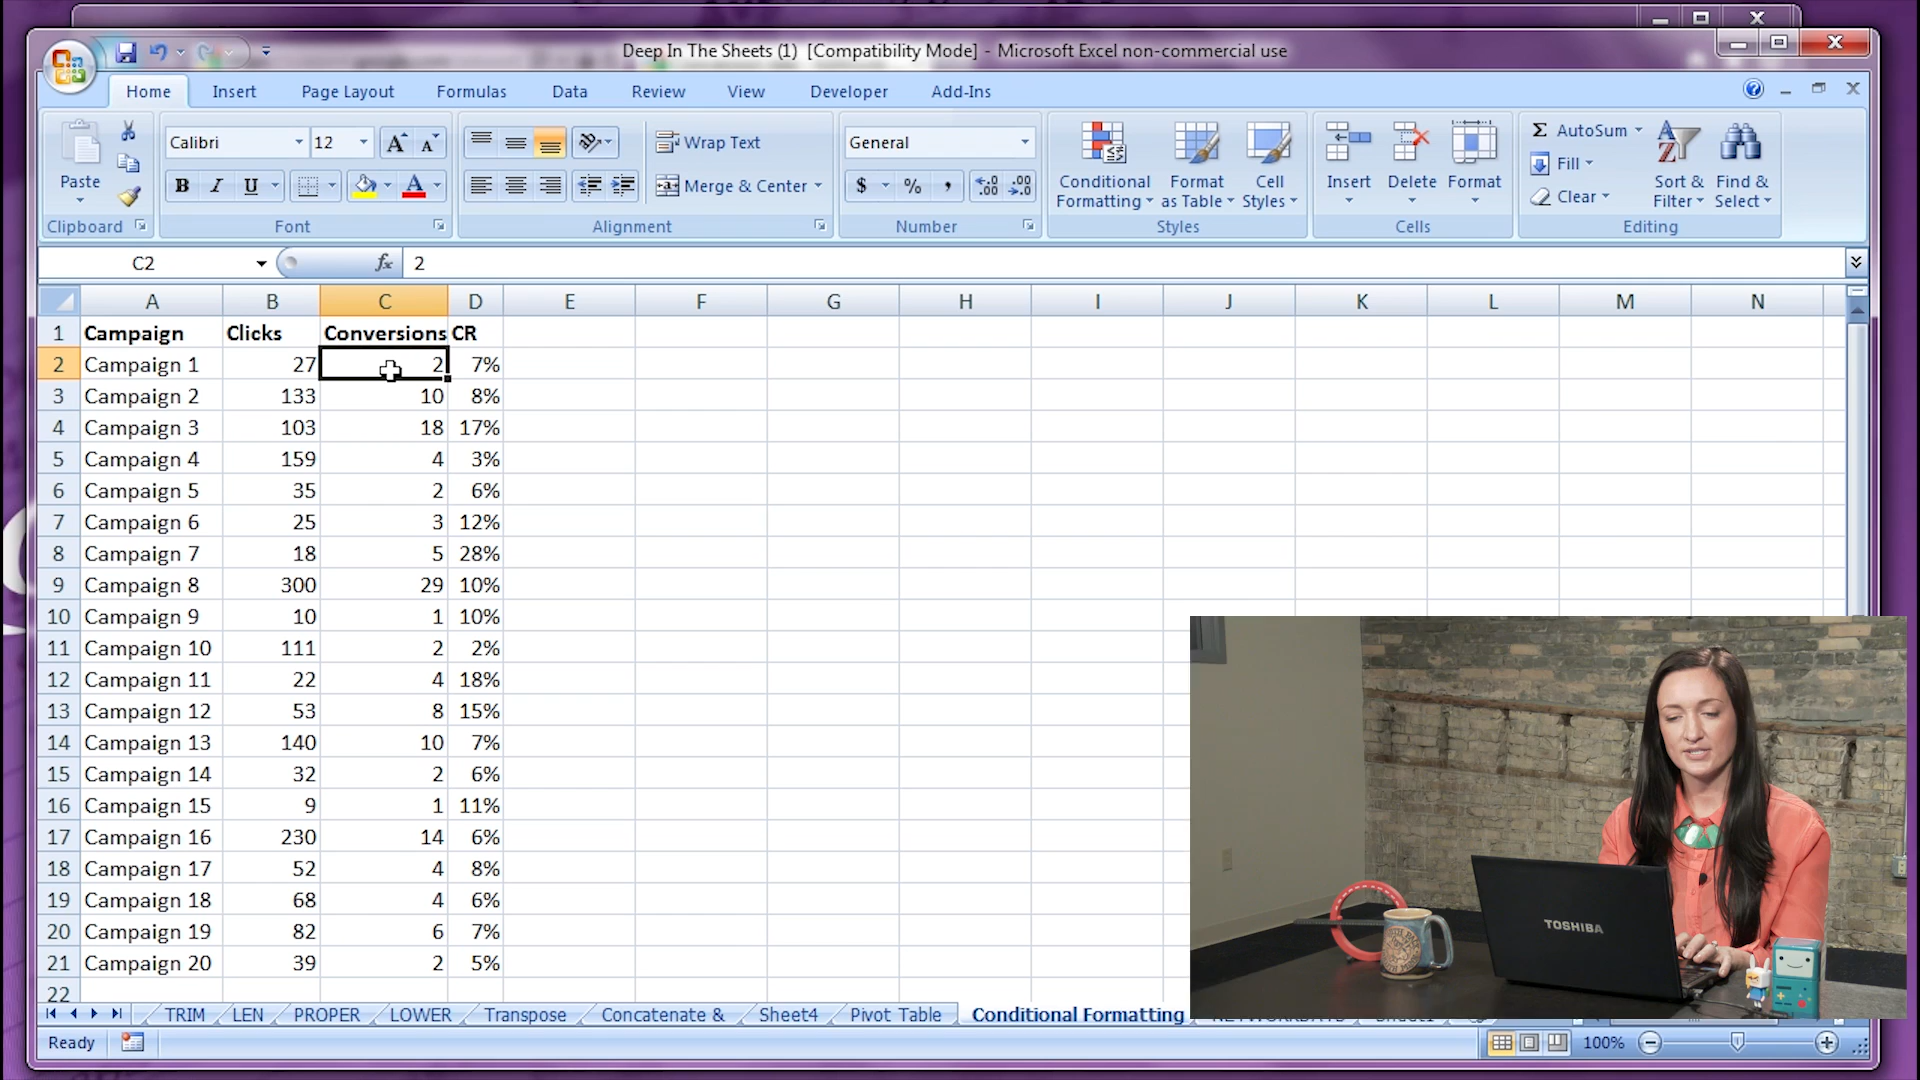 Deep In The Sheets (1) [Compatibility Mode] - Microsoft Excel non-commercial use
Home Insert Page Layout Formulas Data Review View Developer Add-Ins
Calibri 12 Wrap Text General AutoSum
Paste B I U Merge & Center $ % , Conditional Formatting Format as Table Cell Styles Insert Delete Format Fill Clear Sort & Filter Find & Select
Clipboard Font Alignment Number Styles Cells Editing
C2 fx 2
A B C D E F G H I J K L M N
1 Campaign Clicks Conversions CR
2 Campaign 1 27 2 7%
3 Campaign 2 133 10 8%
4 Campaign 3 103 18 17%
5 Campaign 4 159 4 3%
6 Campaign 5 35 2 6%
7 Campaign 6 25 3 12%
8 Campaign 7 18 5 28%
9 Campaign 8 300 29 10%
10 Campaign 9 10 1 10%
11 Campaign 10 111 2 2%
12 Campaign 11 22 4 18%
13 Campaign 12 53 8 15%
14 Campaign 13 140 10 7%
15 Campaign 14 32 2 6%
16 Campaign 15 9 1 11%
17 Campaign 16 230 14 6%
18 Campaign 17 52 4 8%
19 Campaign 18 68 4 6%
20 Campaign 19 82 6 7%
21 Campaign 20 39 2 5%
22
TOSHIBA
TRIM LEN PROPER LOWER Transpose Concatenate & Sheet4 Pivot Table Conditional Formatting
Ready 100%